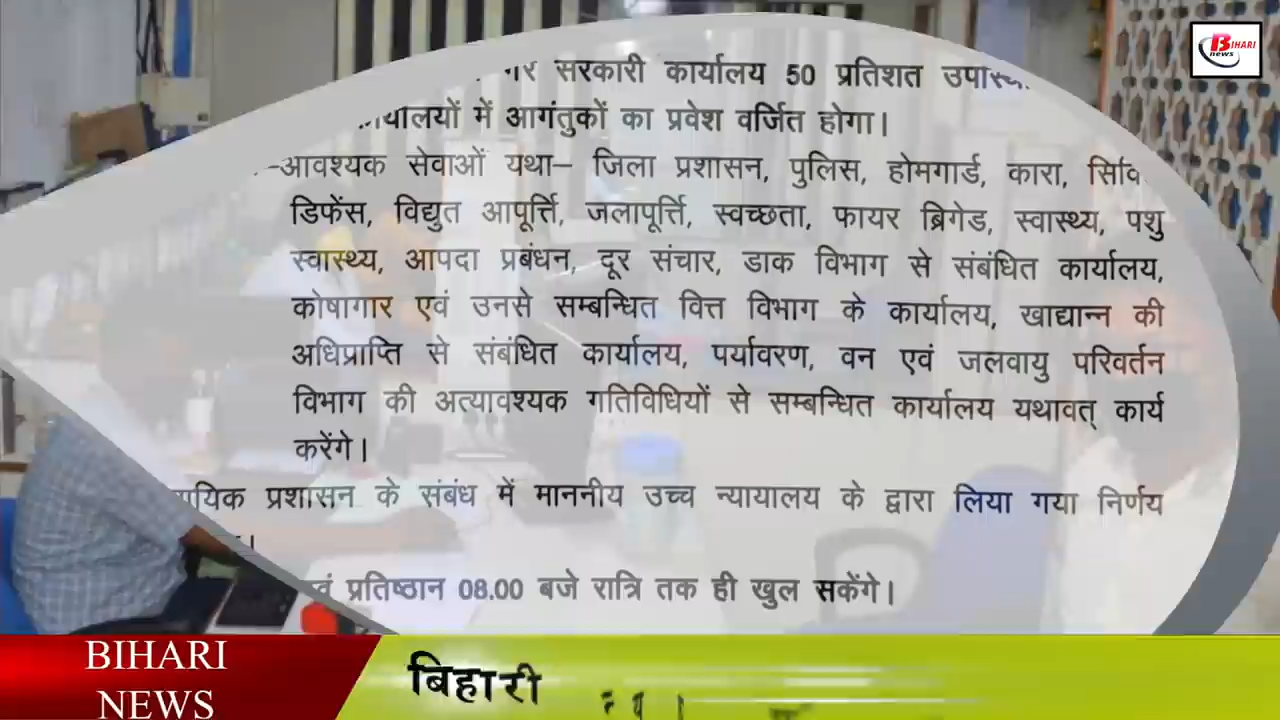 BIHARI
news
सरकारी कार्यालय 50 प्रतिशत
में आगंतुकों का प्रवेश वर्जित होगा।
आवश्यक सेवाओं यथा– जिला प्रशासन, पुलिस, होमगार्ड, कारा,
डिफेंस, विद्युत आपूर्त्ति, जलापूर्त्ति, स्वच्छता, फायर ब्रिगेड, स्वास्थ्य, पशु
स्वास्थ्य, आपदा प्रबंधन, दूर संचार, डाक विभाग से संबंधित कार्यालय,
कोषागार एवं उनसे सम्बन्धित वित्त विभाग के कार्यालय, खाद्यान्न की
अधिप्राप्ति से संबंधित कार्यालय, पर्यावरण, वन एवं जलवायु परिवर्तन
विभाग की अत्यावश्यक गतिविधियों से सम्बन्धित कार्यालय यथावत् कार्य
करेंगे।
प्रशासन के संबंध में माननीय उच्च न्यायालय के द्वारा लिया गया निर्णय
प्रतिष्ठान 08.00 बजे रात्रि तक ही खुल सकेंगे।
BIHARI
NEWS
बिहारी